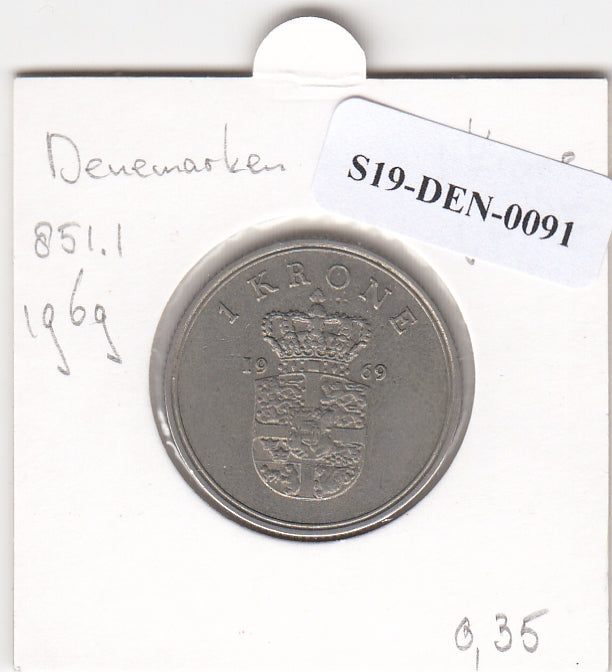 Denemarken
S19-DEN-0091
851.1
1969
1 KRONE
19 69
0,35